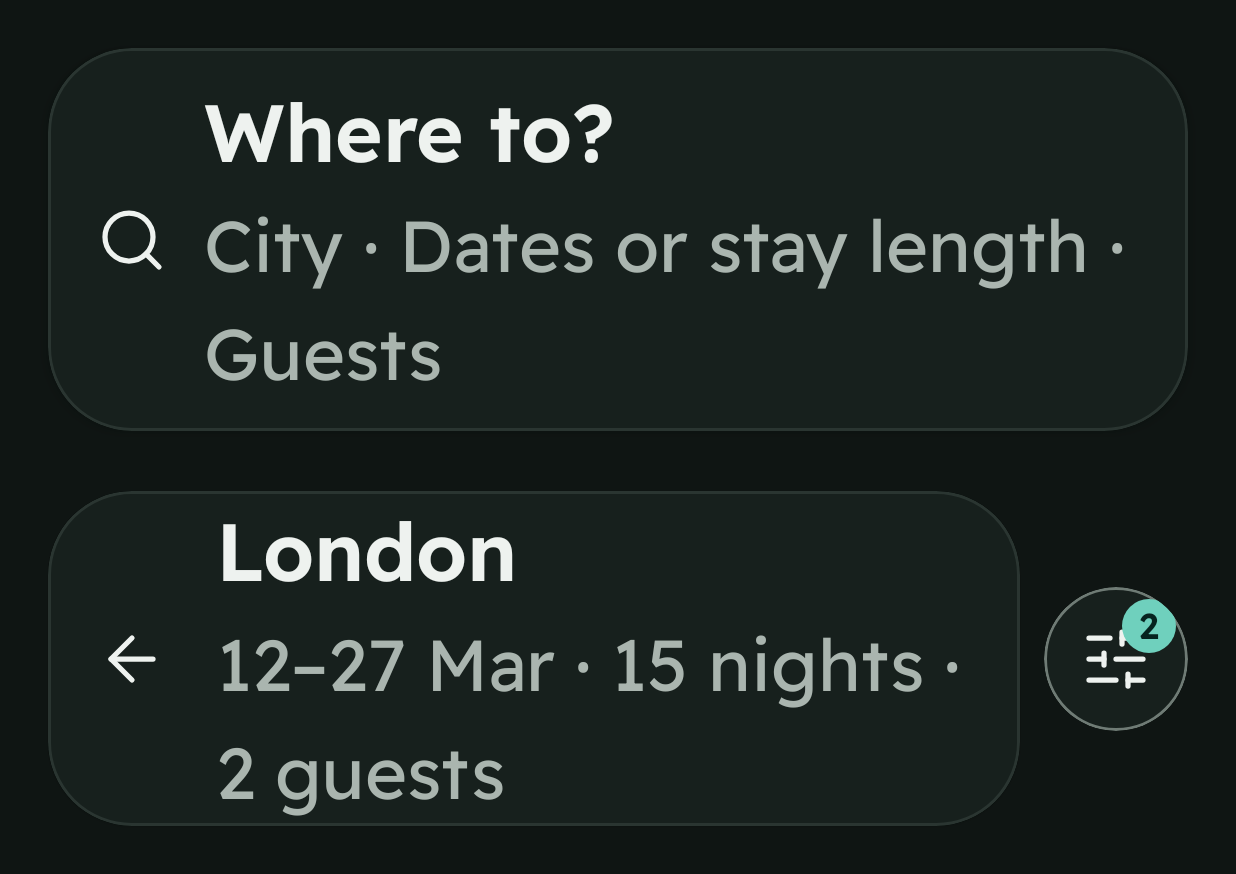 Where to?
City · Dates or stay length ·
Guests
London
12–27 Mar · 15 nights ·
2 guests
2